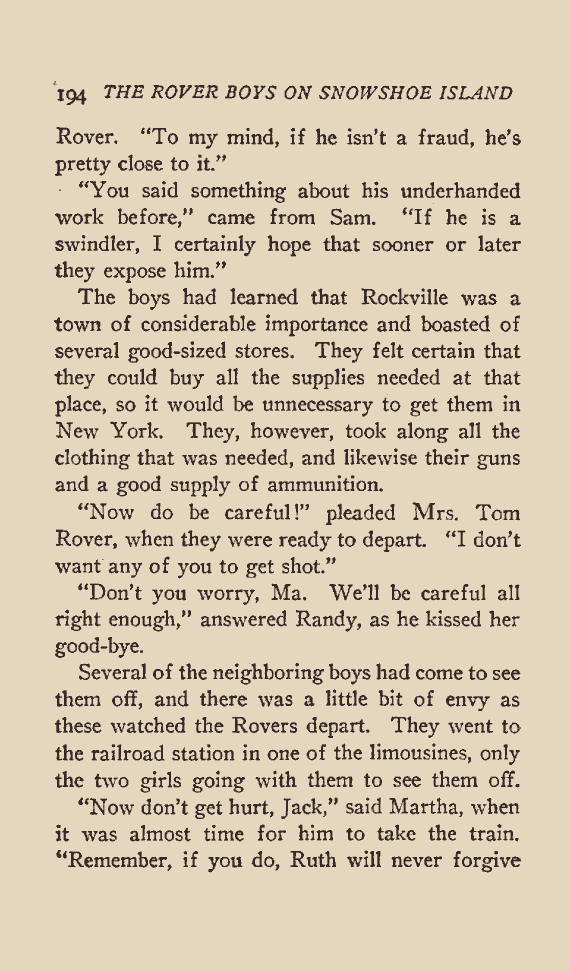 194 THE ROVER BOYS ON SNOWSHOE ISLAND
Rover. “To my mind, if he isn't a fraud, he's
pretty close to it.”
“You said something about his underhanded
work before,” came from Sam. “If he is a
swindler, I certainly hope that sooner or later
they expose him.”
The boys had learned that Rockville was a
town of considerable importance and boasted of
several good-sized stores. They felt certain that
they could buy all the supplies needed at that
place, so it would be unnecessary to get them in
New York. They, however, took along all the
clothing that was needed, and likewise their guns
and a good supply of ammunition.
“Now do be careful!” pleaded Mrs. Tom
Rover, when they were ready to depart. “I don't
want any of you to get shot.”
“Don't you worry, Ma. We'll be careful all
right enough,” answered Randy, as he kissed her
good-bye.
Several of the neighboring boys had come to see
them off, and there was a little bit of envy as
these watched the Rovers depart. They went to
the railroad station in one of the limousines, only
the two girls going with them to see them off.
“Now don't get hurt, Jack,” said Martha, when
it was almost time for him to take the train.
“Remember, if you do, Ruth will never forgive